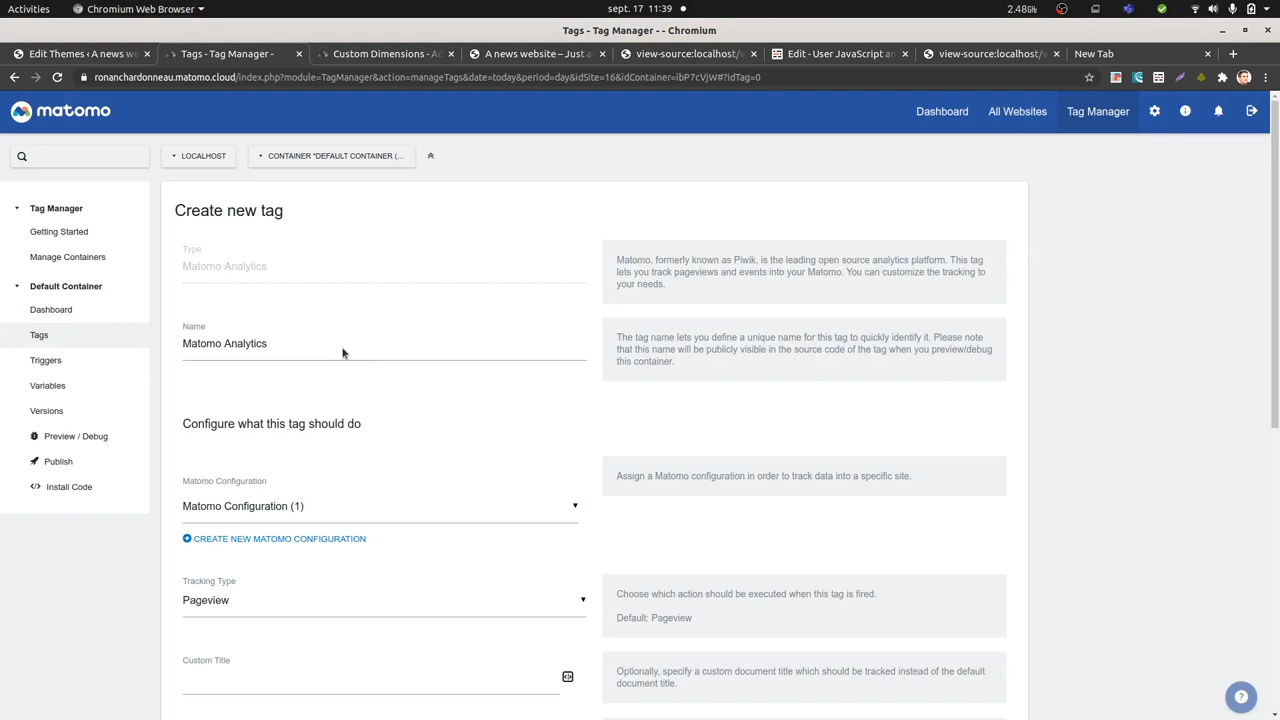 Chromium Web Browser
sept. 17 11:39
2.48θ/s
Tags - Tag Manager - - Chromium
Edit Themes ‹ A news we
Tags - Tag Manager -
Custom Dimensions - Ad
A news website – Just an
view-source:localhost/w
Edit - User JavaScript an
view-source:localhost/w
New Tab
ronanchardonneau.matomo.cloud/index.php?module=TagManager&action=manageTags&date=today&period=day&idSite=16&idContainer=ibP7cVjW#?idTag=0
matomo
Dashboard
All Websites
Tag Manager
LOCALHOST
CONTAINER "DEFAULT CONTAINER (...
Tag Manager
Getting Started
Manage Containers
Default Container
Dashboard
Tags
Triggers
Variables
Versions
Preview / Debug
Publish
Install Code
Create new tag
Type
Matomo Analytics
Matomo, formerly known as Piwik, is the leading open source analytics platform. This tag
lets you track pageviews and events into your Matomo. You can customize the tracking to
your needs.
Name
Matomo Analytics
The tag name lets you define a unique name for this tag to quickly identify it. Please note
that this name will be publicly visible in the source code of the tag when you preview/debug
this container.
Configure what this tag should do
Matomo Configuration
Matomo Configuration (1)
Assign a Matomo configuration in order to track data into a specific site.
CREATE NEW MATOMO CONFIGURATION
Tracking Type
Pageview
Choose which action should be executed when this tag is fired.
Default: Pageview
Custom Title
Optionally, specify a custom document title which should be tracked instead of the default
document title.